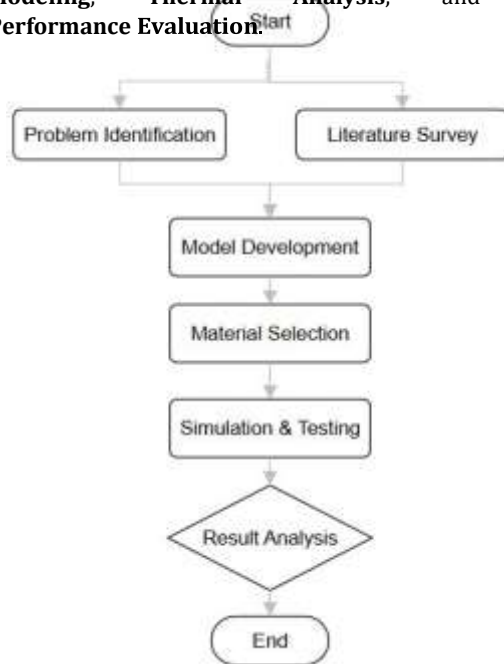 Modeling, Thermal Analysis, and
Performance Evaluation.
Start
Problem Identification Literature Survey
Model Development
Material Selection
Simulation & Testing
Result Analysis
End